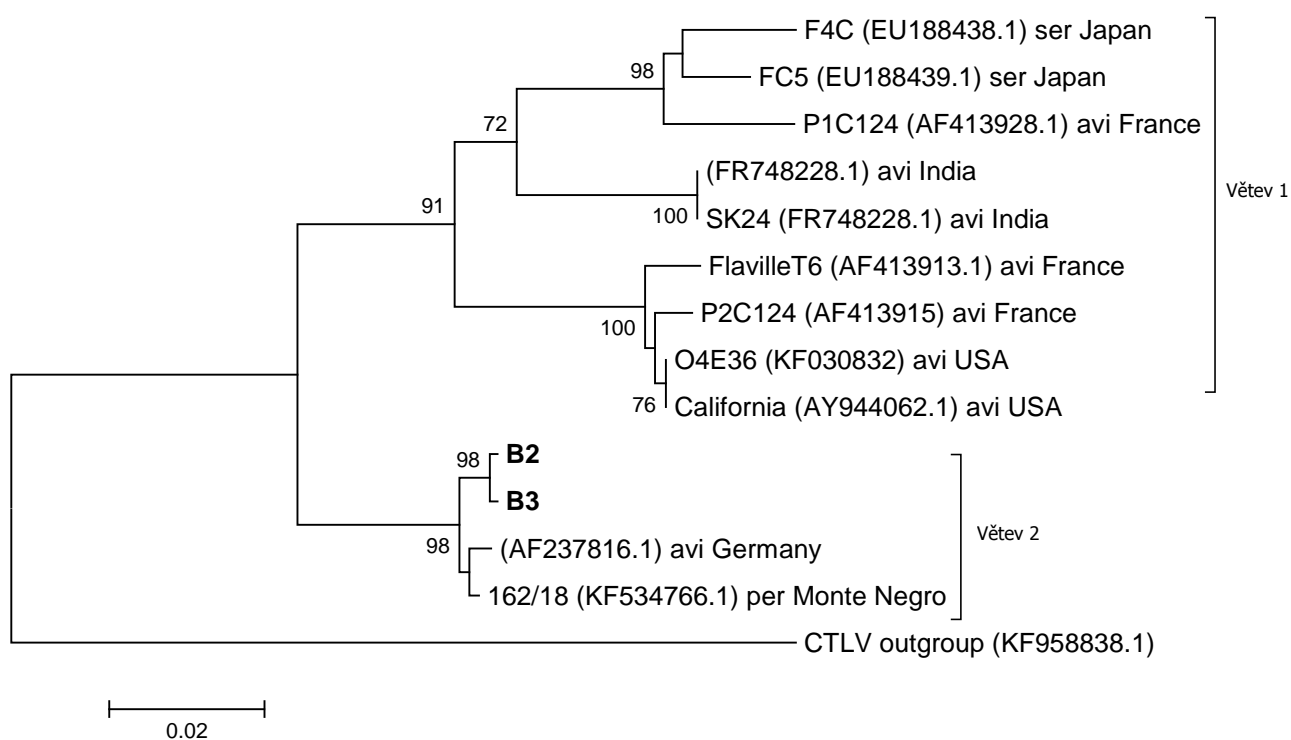 F4C (EU188438.1) ser Japan
98
FC5 (EU188439.1) ser Japan
P1C124 (AF413928.1) avi France
72
(FR748228.1) avi India
Větev 1
91
100
SK24 (FR748228.1) avi India
FlavilleT6 (AF413913.1) avi France
P2C124 (AF413915) avi France
100
O4E36 (KF030832) avi USA
76
California (AY944062.1) avi USA
98
B2
B3
Větev 2
98
(AF237816.1) avi Germany
162/18 (KF534766.1) per Monte Negro
CTLV outgroup (KF958838.1)
0.02